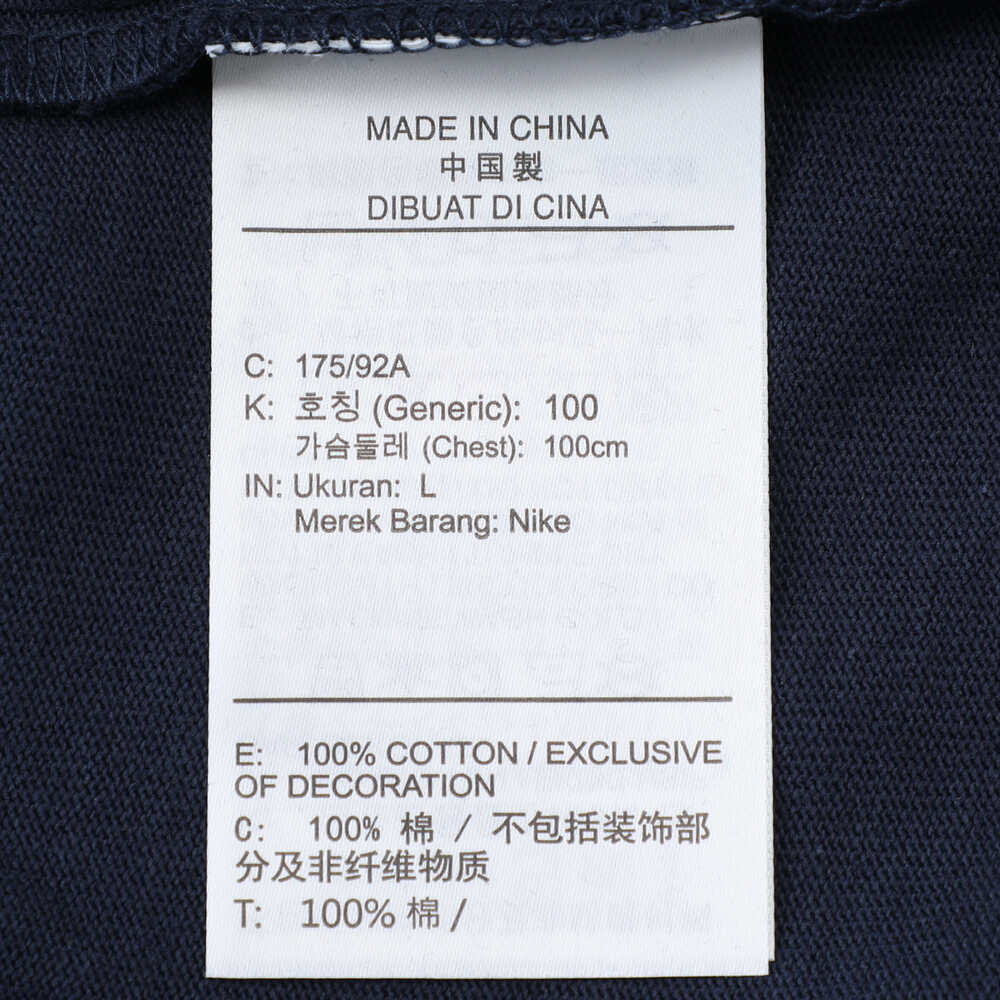 MADE IN CHINA
中国製
DIBUAT DI CINA
C: 175/92A
K: 호칭 (Generic): 100
가슴둘레 (Chest): 100cm
IN: Ukuran: L
Merek Barang: Nike
E: 100% COTTON / EXCLUSIVE
OF DECORATION
C: 100% 棉 / 不包括装饰部
分及非纤维物质
T: 100% 棉 /